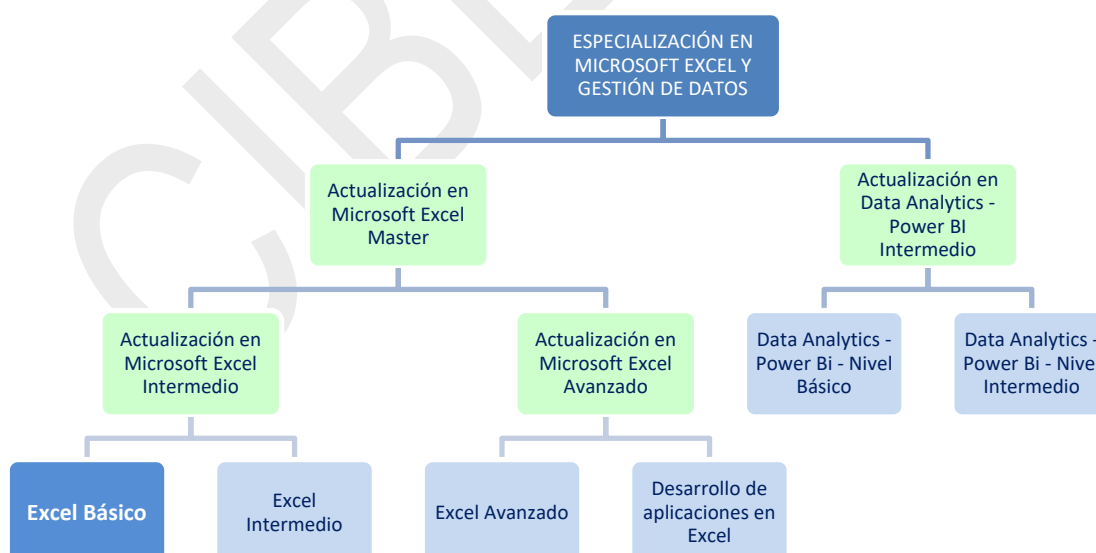 ESPECIALIZACIÓN EN
MICROSOFT EXCEL Y
GESTIÓN DE DATOS
Actualización en
Microsoft Excel
Master
Actualización en
Data Analytics -
Power BI
Intermedio
Actualización en
Microsoft Excel
Intermedio
Actualización en
Microsoft Excel
Avanzado
Data Analytics -
Power Bi - Nivel
Básico
Data Analytics -
Power Bi - Nive
Intermedio
Excel Básico
Excel
Intermedio
Excel Avanzado
Desarrollo de
aplicaciones en
Excel